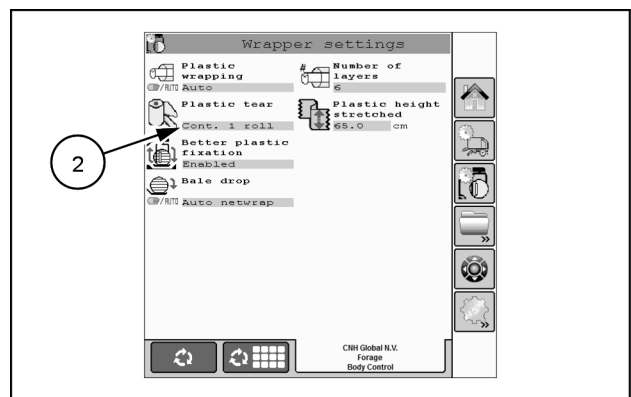 Wrapper settings
Plastic
wrapping
/AUTO Auto
# Number of
layers
6
Plastic tear
Cont. 1 roll
Plastic height
stretched
65.0 cm
Better plastic
fixation
Enabled
Bale drop
/AUTO Auto netwrap
2
»
»
CNH Global N.V.
Forage
Body Control